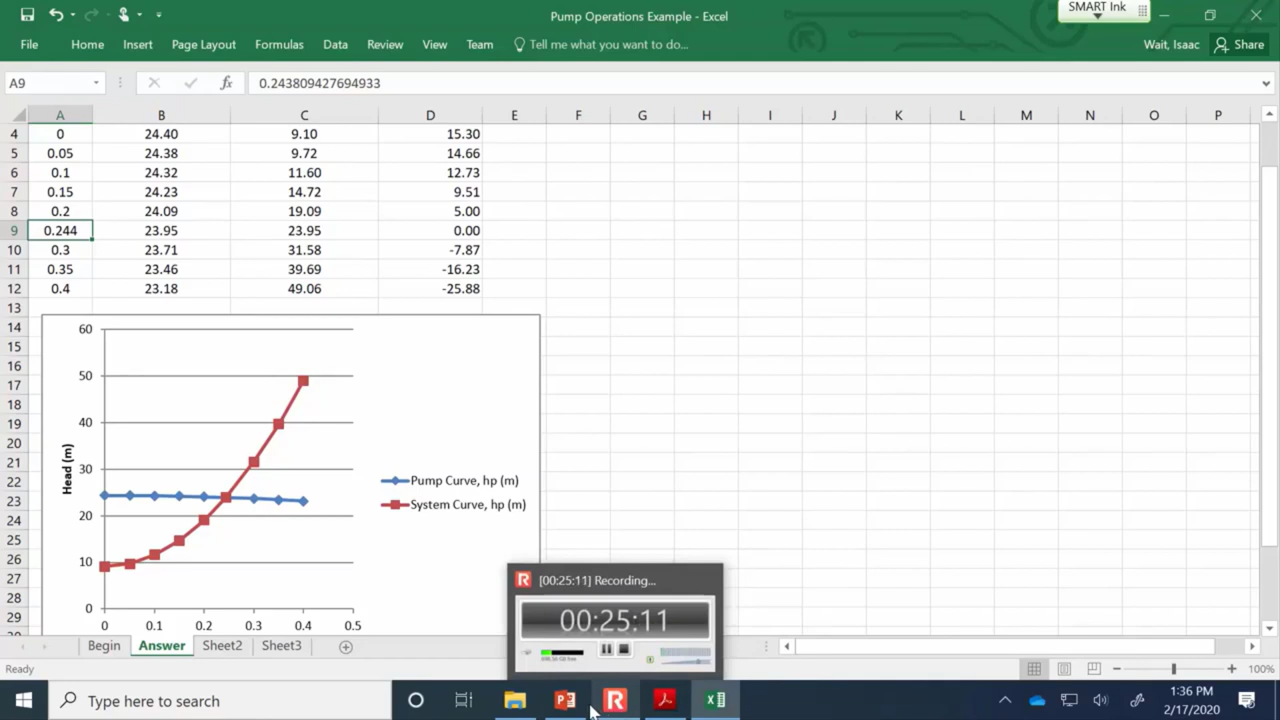 Pump Operations Example - Excel
SMART Ink
File Home Insert Page Layout Formulas Data Review View Team Tell me what you want to do... Wait, Isaac Share
A9 fx 0.243809427694933
A B C D E F G H I J K L M N O P
4 0 24.40 9.10 15.30
5 0.05 24.38 9.72 14.66
6 0.1 24.32 11.60 12.73
7 0.15 24.23 14.72 9.51
8 0.2 24.09 19.09 5.00
9 0.244 23.95 23.95 0.00
10 0.3 23.71 31.58 -7.87
11 0.35 23.46 39.69 -16.23
12 0.4 23.18 49.06 -25.88
13
14
15
16
17
18
19
20
21
22
23
24
25
26
27
28
29
60
50
40
30
20
10
0
Head (m)
0 0.1 0.2 0.3 0.4 0.5
Pump Curve, hp (m)
System Curve, hp (m)
R [00:25:11] Recording...
00:25:11
Begin Answer Sheet2 Sheet3
Ready 100%
Type here to search
1:36 PM
2/17/2020